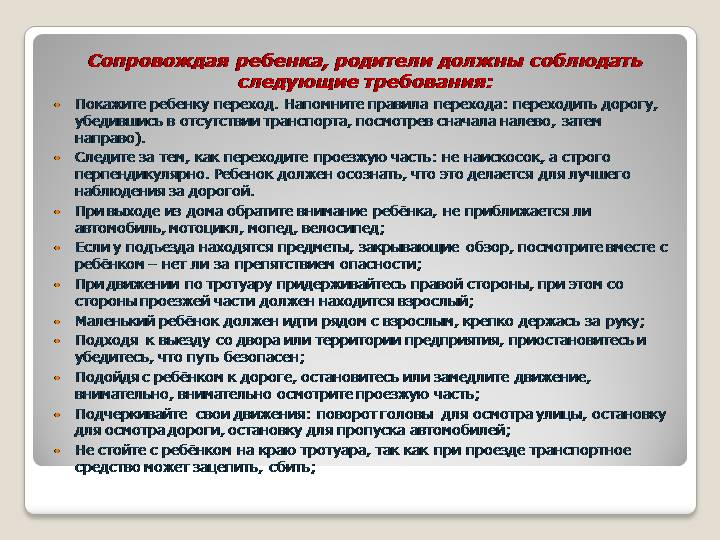 Сопровождая ребенка, родители должны соблюдать
следующие требования:
Покажите ребенку переход. Напомните правила перехода: переходить дорогу,
убедившись в отсутствии транспорта, посмотрев сначала налево, затем
направо).
Следите за тем, как переходите проезжую часть: не наискосок, а строго
перпендикулярно. Ребенок должен осознать, что это делается для лучшего
наблюдения за дорогой.
При выходе из дома обратите внимание ребёнка, не приближается ли
автомобиль, мотоцикл, мопед, велосипед;
Если у подъезда находятся предметы, закрывающие обзор, посмотрите вместе с
ребёнком – нет ли за препятствием опасности;
При движении по тротуару придерживайтесь правой стороны, при этом со
стороны проезжей части должен находится взрослый;
Маленький ребёнок должен идти рядом с взрослым, крепко держась за руку;
Подходя к выезду со двора или территории предприятия, приостановитесь и
убедитесь, что путь безопасен;
Подойдя с ребёнком к дороге, остановитесь или замедлите движение,
внимательно, внимательно осмотрите проезжую часть;
Подчеркивайте свои движения: поворот головы для осмотра улицы, остановку
для осмотра дороги, остановку для пропуска автомобилей;
Не стойте с ребёнком на краю тротуара, так как при проезде транспортное
средство может зацепить, сбить;